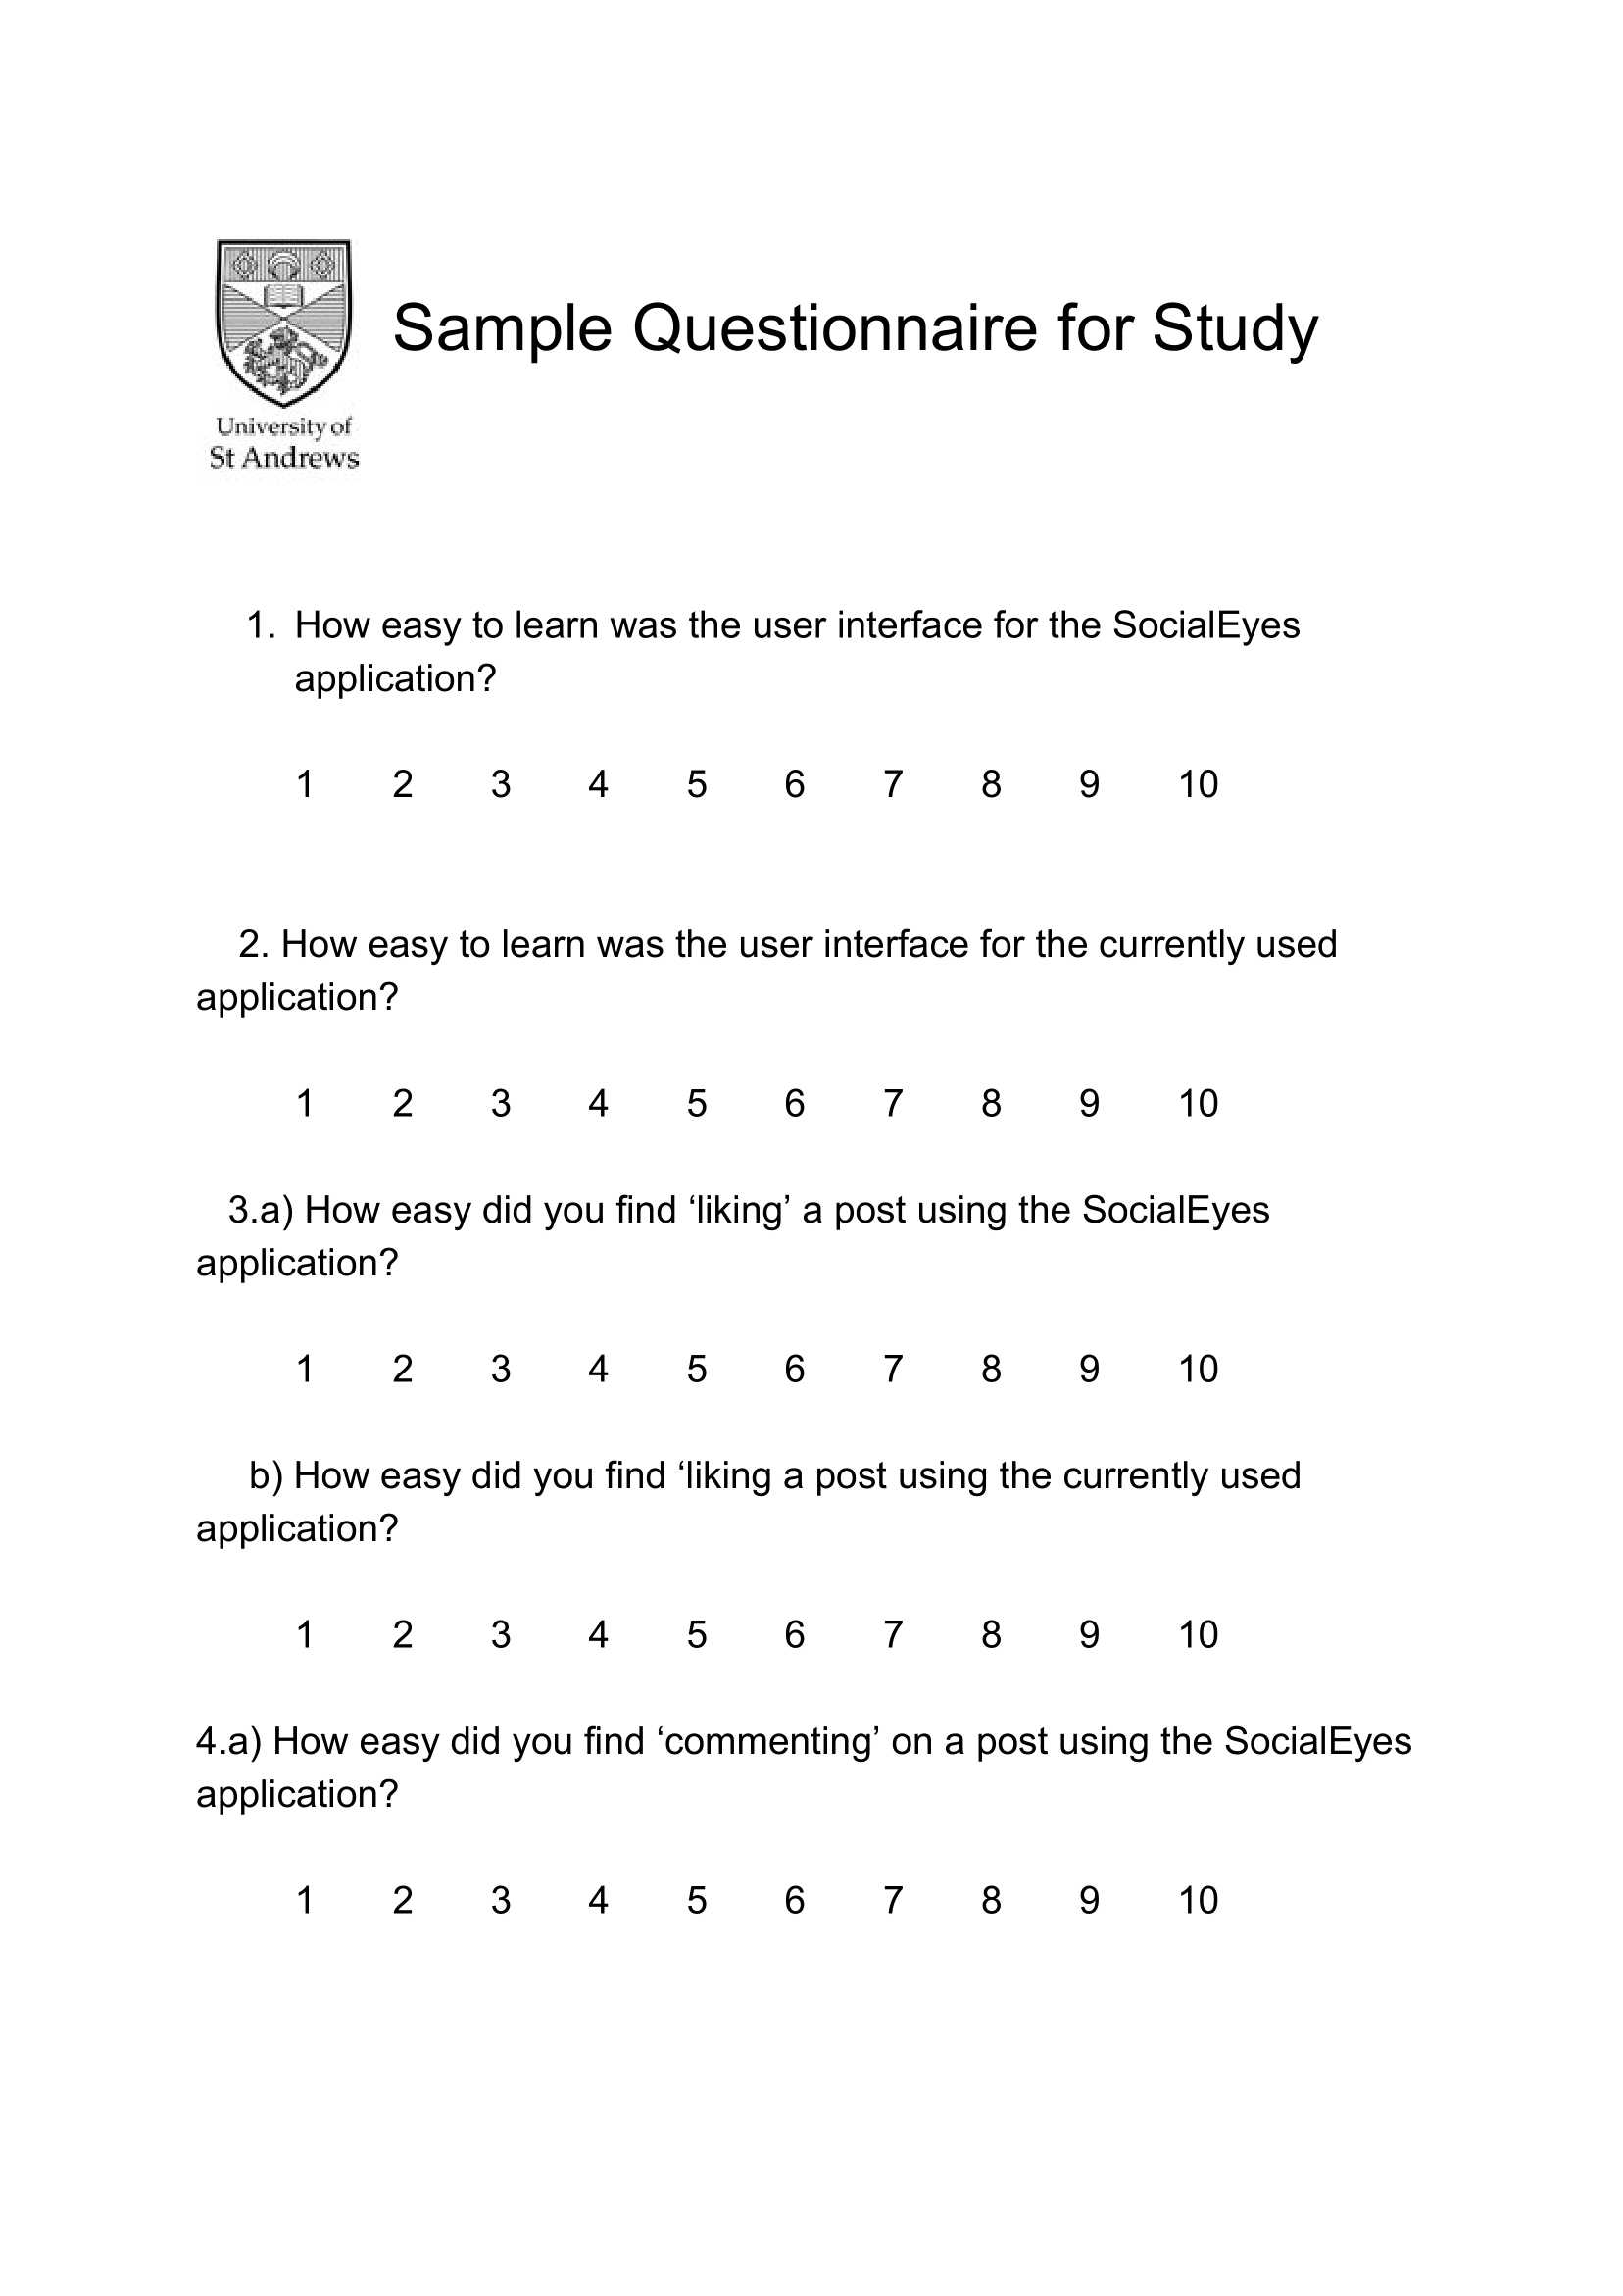 Sample Questionnaire for Study
University of
St Andrews
1. How easy to learn was the user interface for the SocialEyes
application?
1 2 3 4 5 6 7 8 9 10
2. How easy to learn was the user interface for the currently used
application?
1 2 3 4 5 6 7 8 9 10
3.a) How easy did you find ‘liking’ a post using the SocialEyes
application?
1 2 3 4 5 6 7 8 9 10
b) How easy did you find ‘liking a post using the currently used
application?
1 2 3 4 5 6 7 8 9 10
4.a) How easy did you find ‘commenting’ on a post using the SocialEyes
application?
1 2 3 4 5 6 7 8 9 10